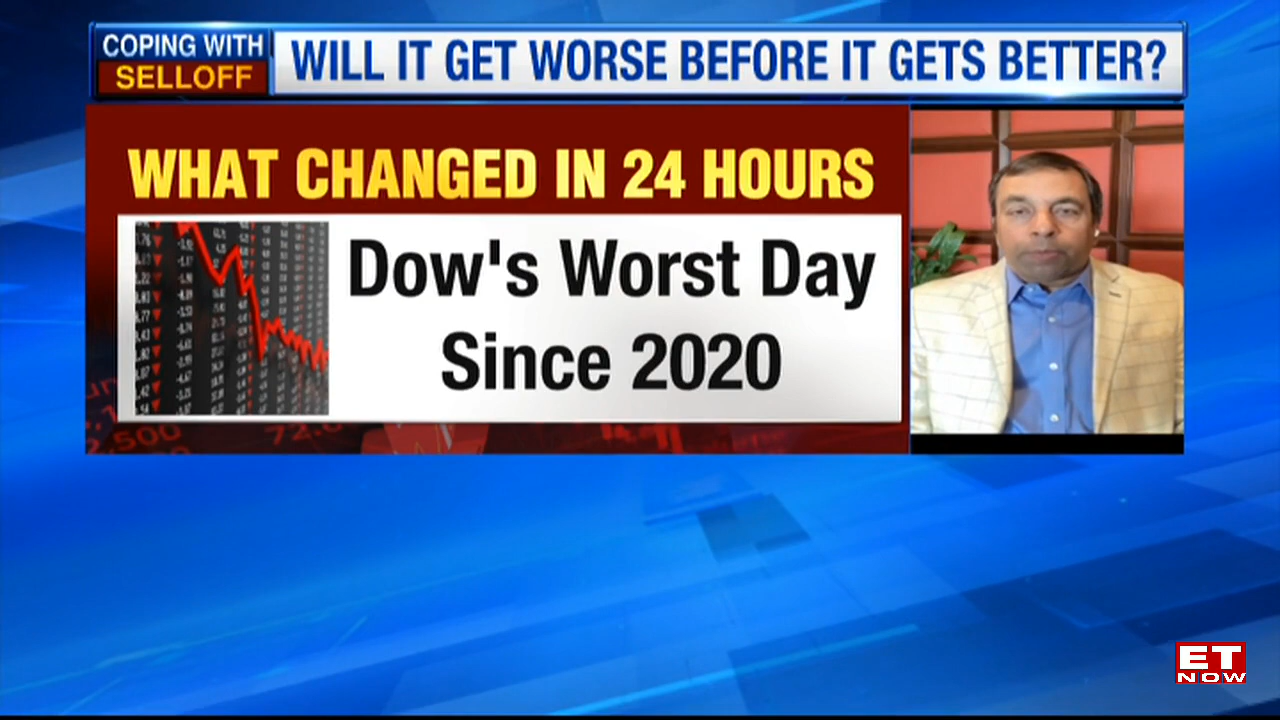 COPING WITH
SELLOFF
WILL IT GET WORSE BEFORE IT GETS BETTER?
WHAT CHANGED IN 24 HOURS
Dow's Worst Day
Since 2020
ET
NOW